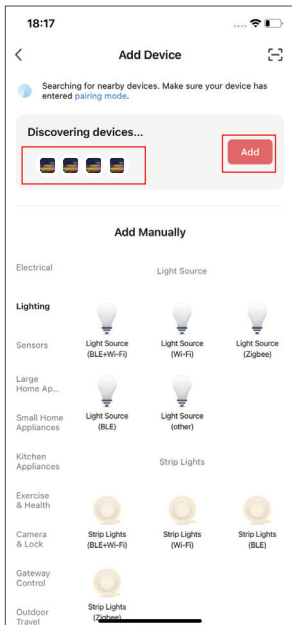 18:17
Add Device
Searching for nearby devices. Make sure your device has
entered pairing mode.
Discovering devices...
Add
Add Manually
Electrical
Light Source
Lighting
Light Source
(BLE+Wi-Fi)
Light Source
(Wi-Fi)
Light Source
(Zigbee)
Sensors
Large
Home Ap...
Light Source
(BLE)
Light Source
(other)
Small Home
Appliances
Kitchen
Appliances
Strip Lights
Exercise
& Health
Strip Lights
(BLE+Wi-Fi)
Strip Lights
(Wi-Fi)
Strip Lights
(BLE)
Camera
& Lock
Gateway
Control
Strip Lights
(Zigbee)
Outdoor
Travel